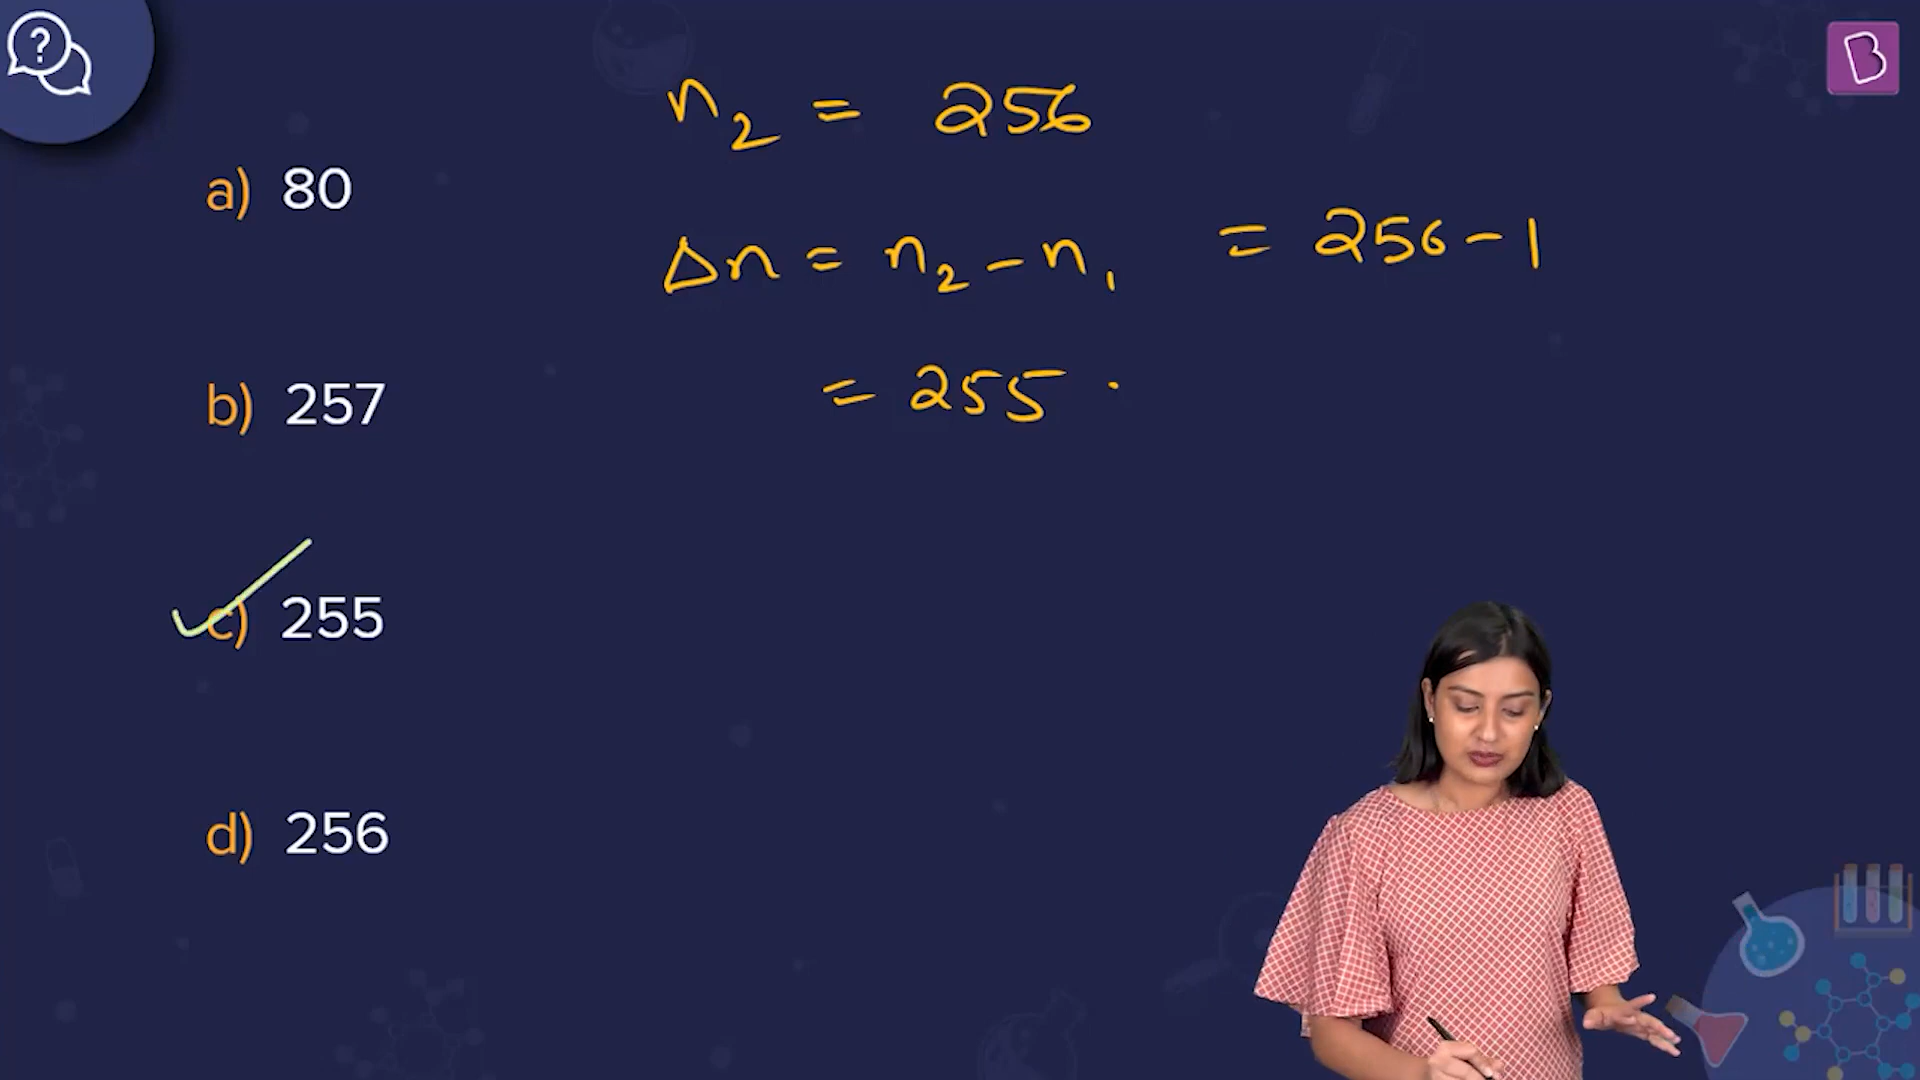 ?
B
n₂ = 256
a) 80
Δn = n₂ - n₁ = 256 - 1
b) 257
= 255 .
c) 255
d) 256